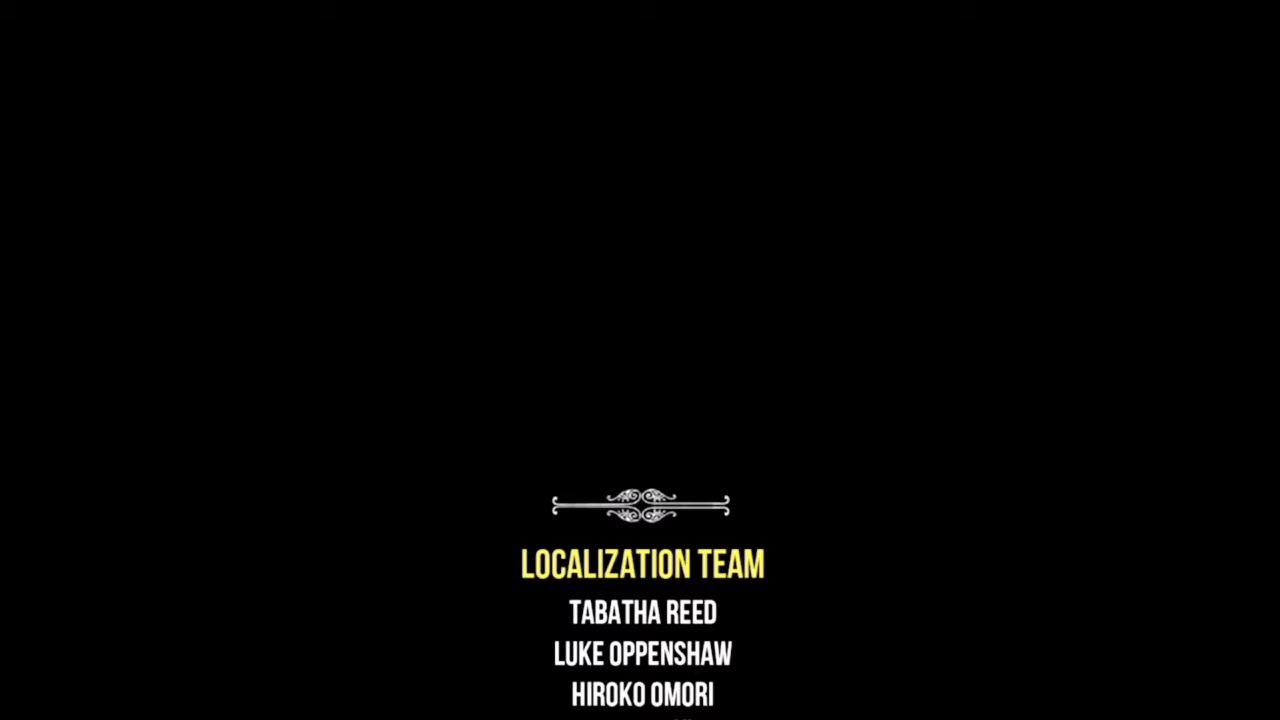 LOCALIZATION TEAM
TABATHA REED
LUKE OPPENSHAW
HIROKO OMORI